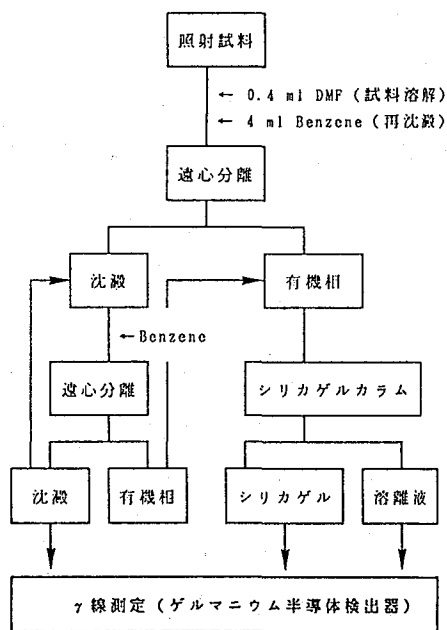 照射試料
← 0.4 ml DMF (試料溶解)
← 4 ml Benzene (再沈澱)
遠心分離
沈澱
有機相
←Benzene
遠心分離
シリカゲルカラム
沈澱
有機相
シリカゲル
溶離液
γ線測定 (ゲルマニウム半導体検出器)